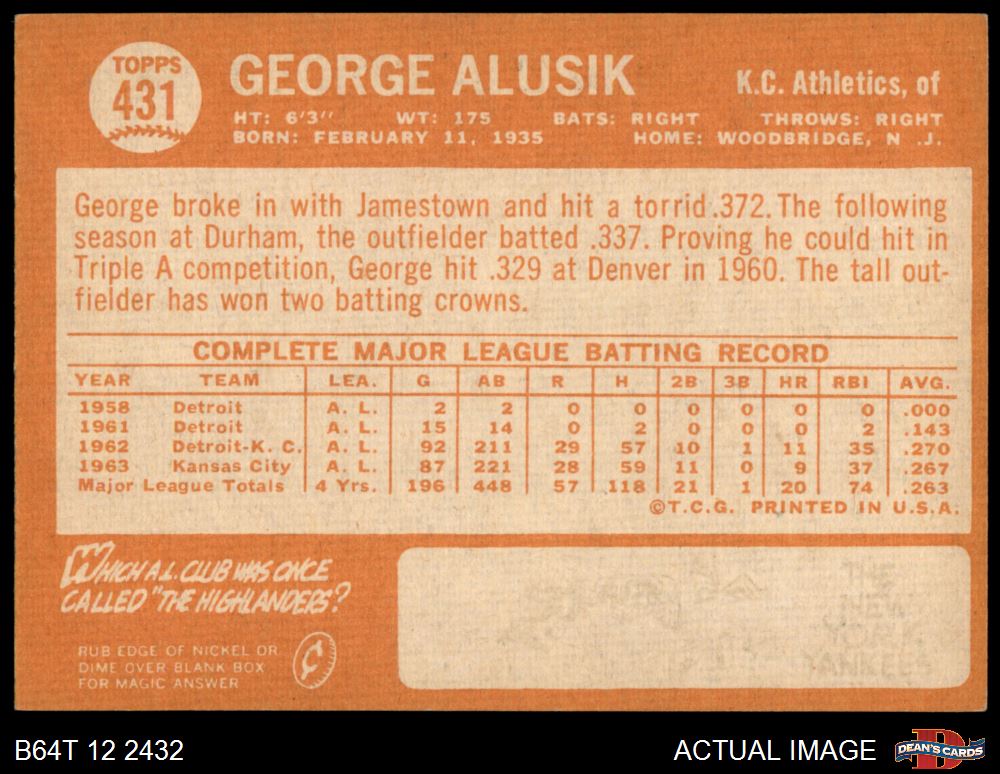 TOPPS
431
GEORGE ALUSIK
K.C. Athletics, of
HT: 6'3" WT: 175 BATS: RIGHT THROWS: RIGHT
BORN: FEBRUARY 11, 1935 HOME: WOODBRIDGE, N .J.
George broke in with Jamestown and hit a torrid .372. The following
season at Durham, the outfielder batted .337. Proving he could hit in
Triple A competition, George hit .329 at Denver in 1960. The tall out-
fielder has won two batting crowns.
COMPLETE MAJOR LEAGUE BATTING RECORD
YEAR TEAM LEA. G AB R H 2B 3B HR RBI AVG.
1958 Detroit A. L. 2 2 0 0 0 0 0 0 .000
1961 Detroit A. L. 15 14 0 2 0 0 0 2 .143
1962 Detroit-K. C. A. L. 92 211 29 57 10 1 11 35 .270
1963 Kansas City A. L. 87 221 28 59 11 0 9 37 .267
Major League Totals 4 Yrs. 196 448 57 118 21 1 20 74 .263
©T.C.G. PRINTED IN U.S.A.
WHICH A.L. CLUB WAS ONCE
CALLED "THE HIGHLANDERS?
RUB EDGE OF NICKEL OR
DIME OVER BLANK BOX
FOR MAGIC ANSWER
¢
THE
NEW
YORK
YANKEES
B64T 12 2432
ACTUAL IMAGE
D
DEAN'S CARDS